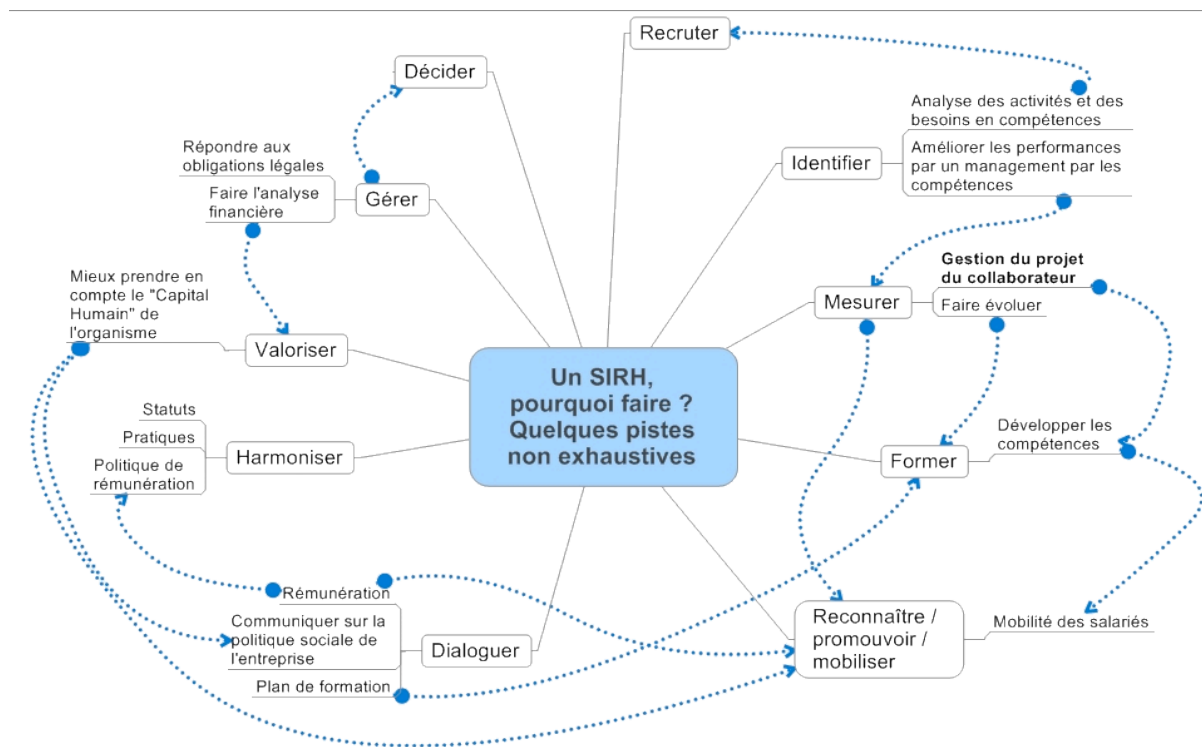 Recruter
Décider
Analyse des activités et des
besoins en compétences
Identifier
Améliorer les performances
par un management par les
compétences
Répondre aux
obligations légales
Faire l'analyse
financière
Gérer
Gestion du projet
du collaborateur
Mesurer
Faire évoluer
Mieux prendre en
compte le "Capital
Humain" de
l'organisme
Valoriser
Un SIRH,
pourquoi faire ?
Quelques pistes
non exhaustives
Statuts
Pratiques
Politique de
rémunération
Harmoniser
Développer les
compétences
Former
Rémunération
Communiquer sur la
politique sociale de
l'entreprise
Plan de formation
Dialoguer
Reconnaître /
promouvoir /
mobiliser
Mobilité des salariés